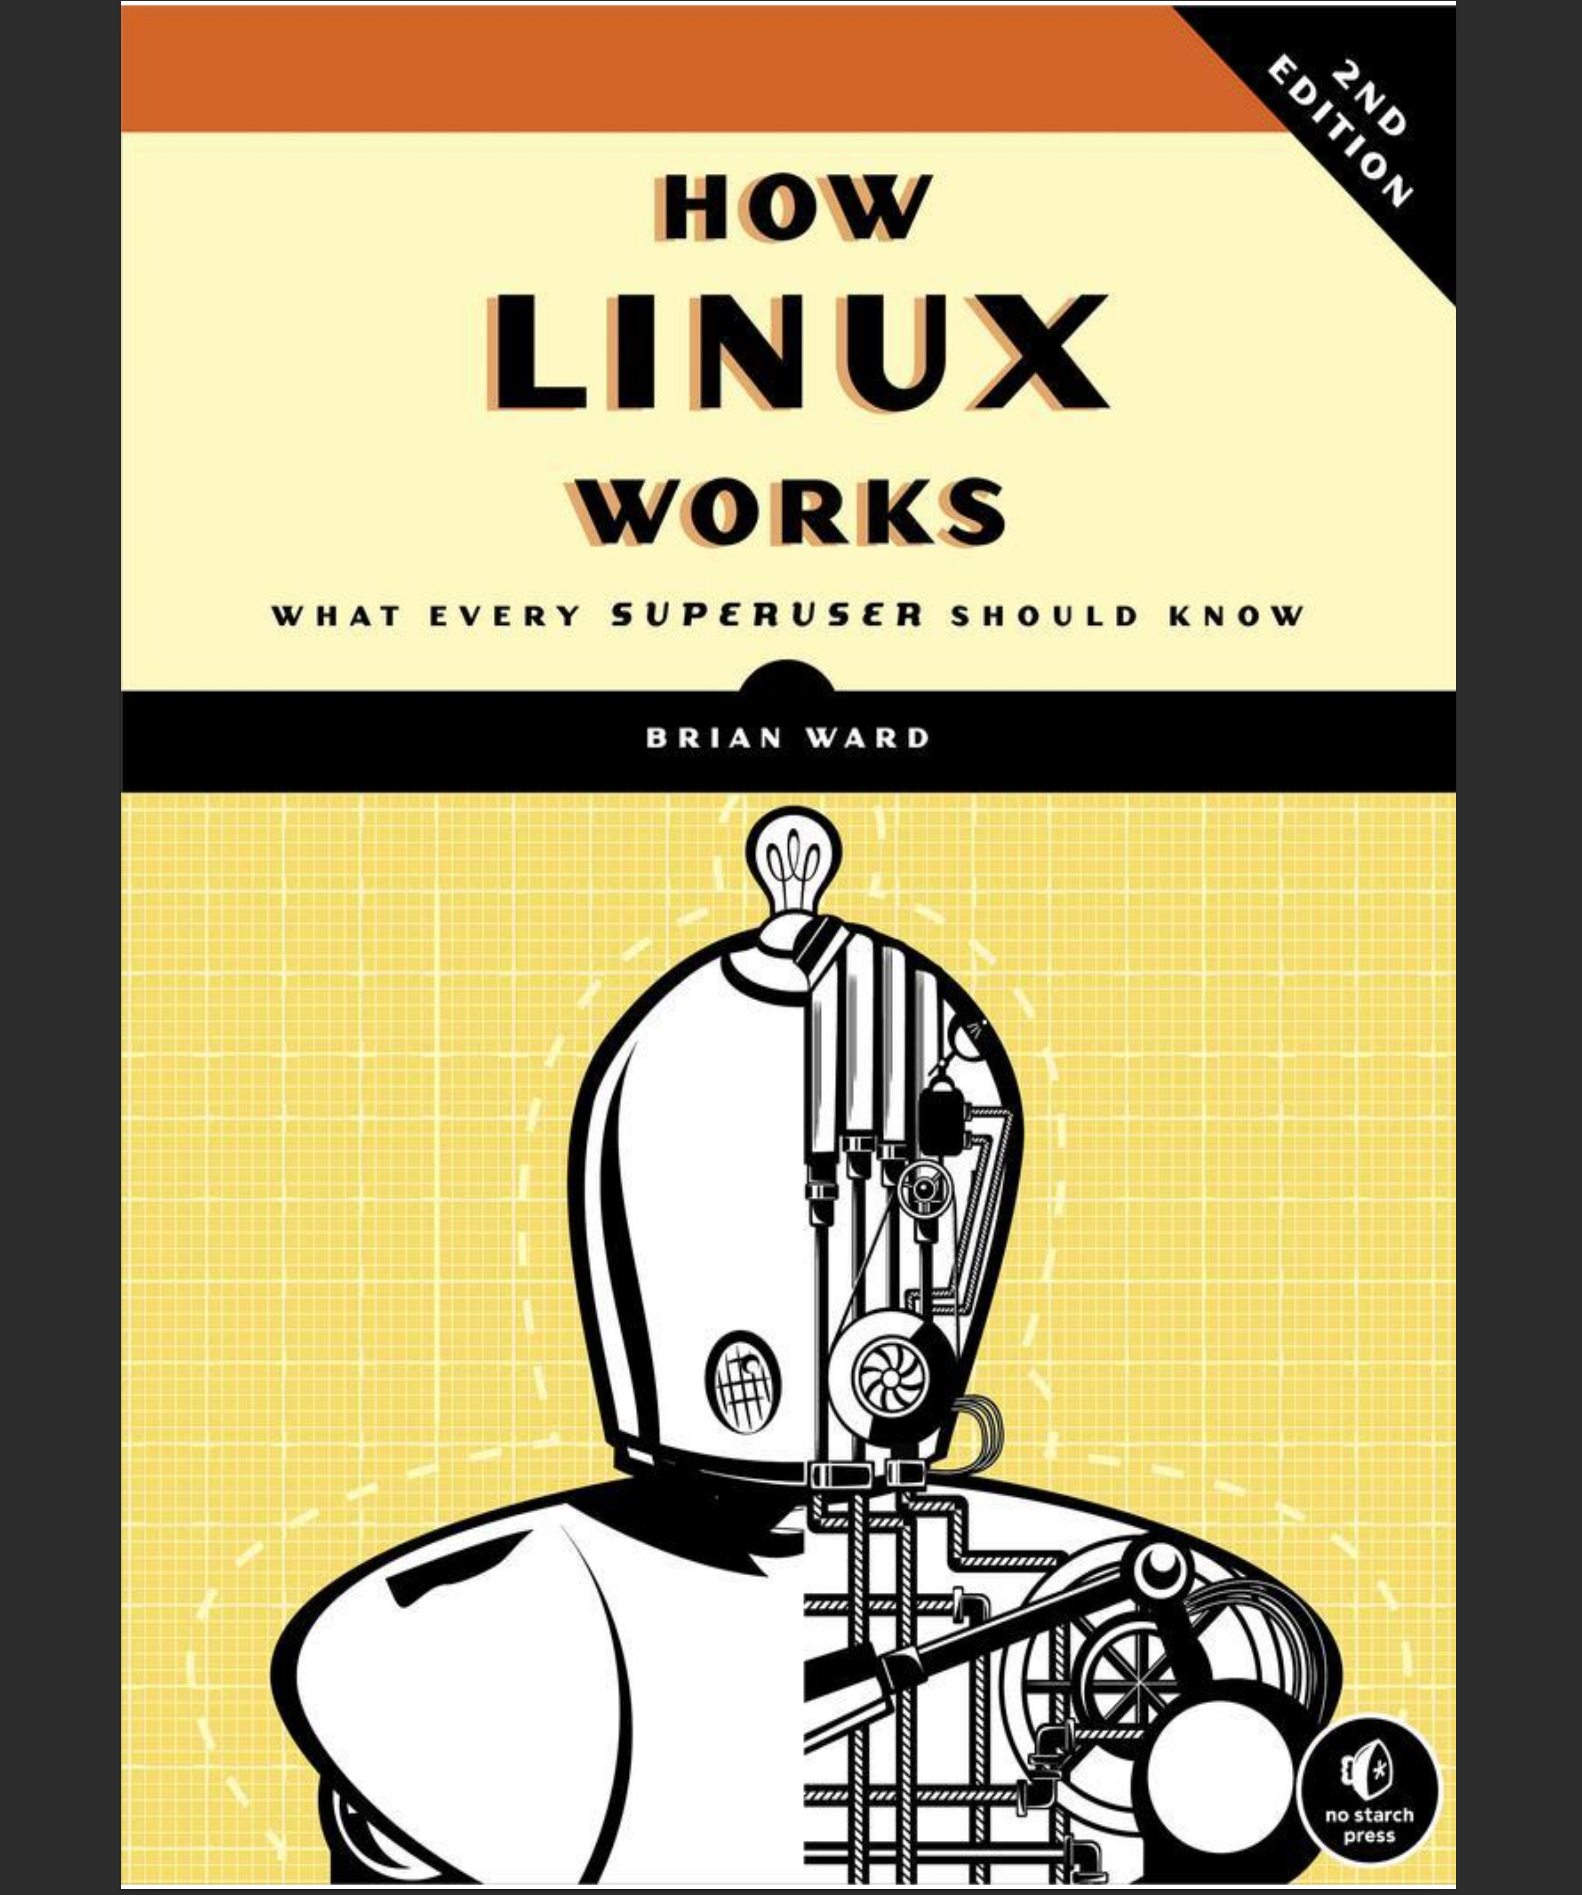 2ND
EDITION
HOW
LINUX
WORKS
WHAT EVERY SUPERUSER SHOULD KNOW
BRIAN WARD
no starch
press